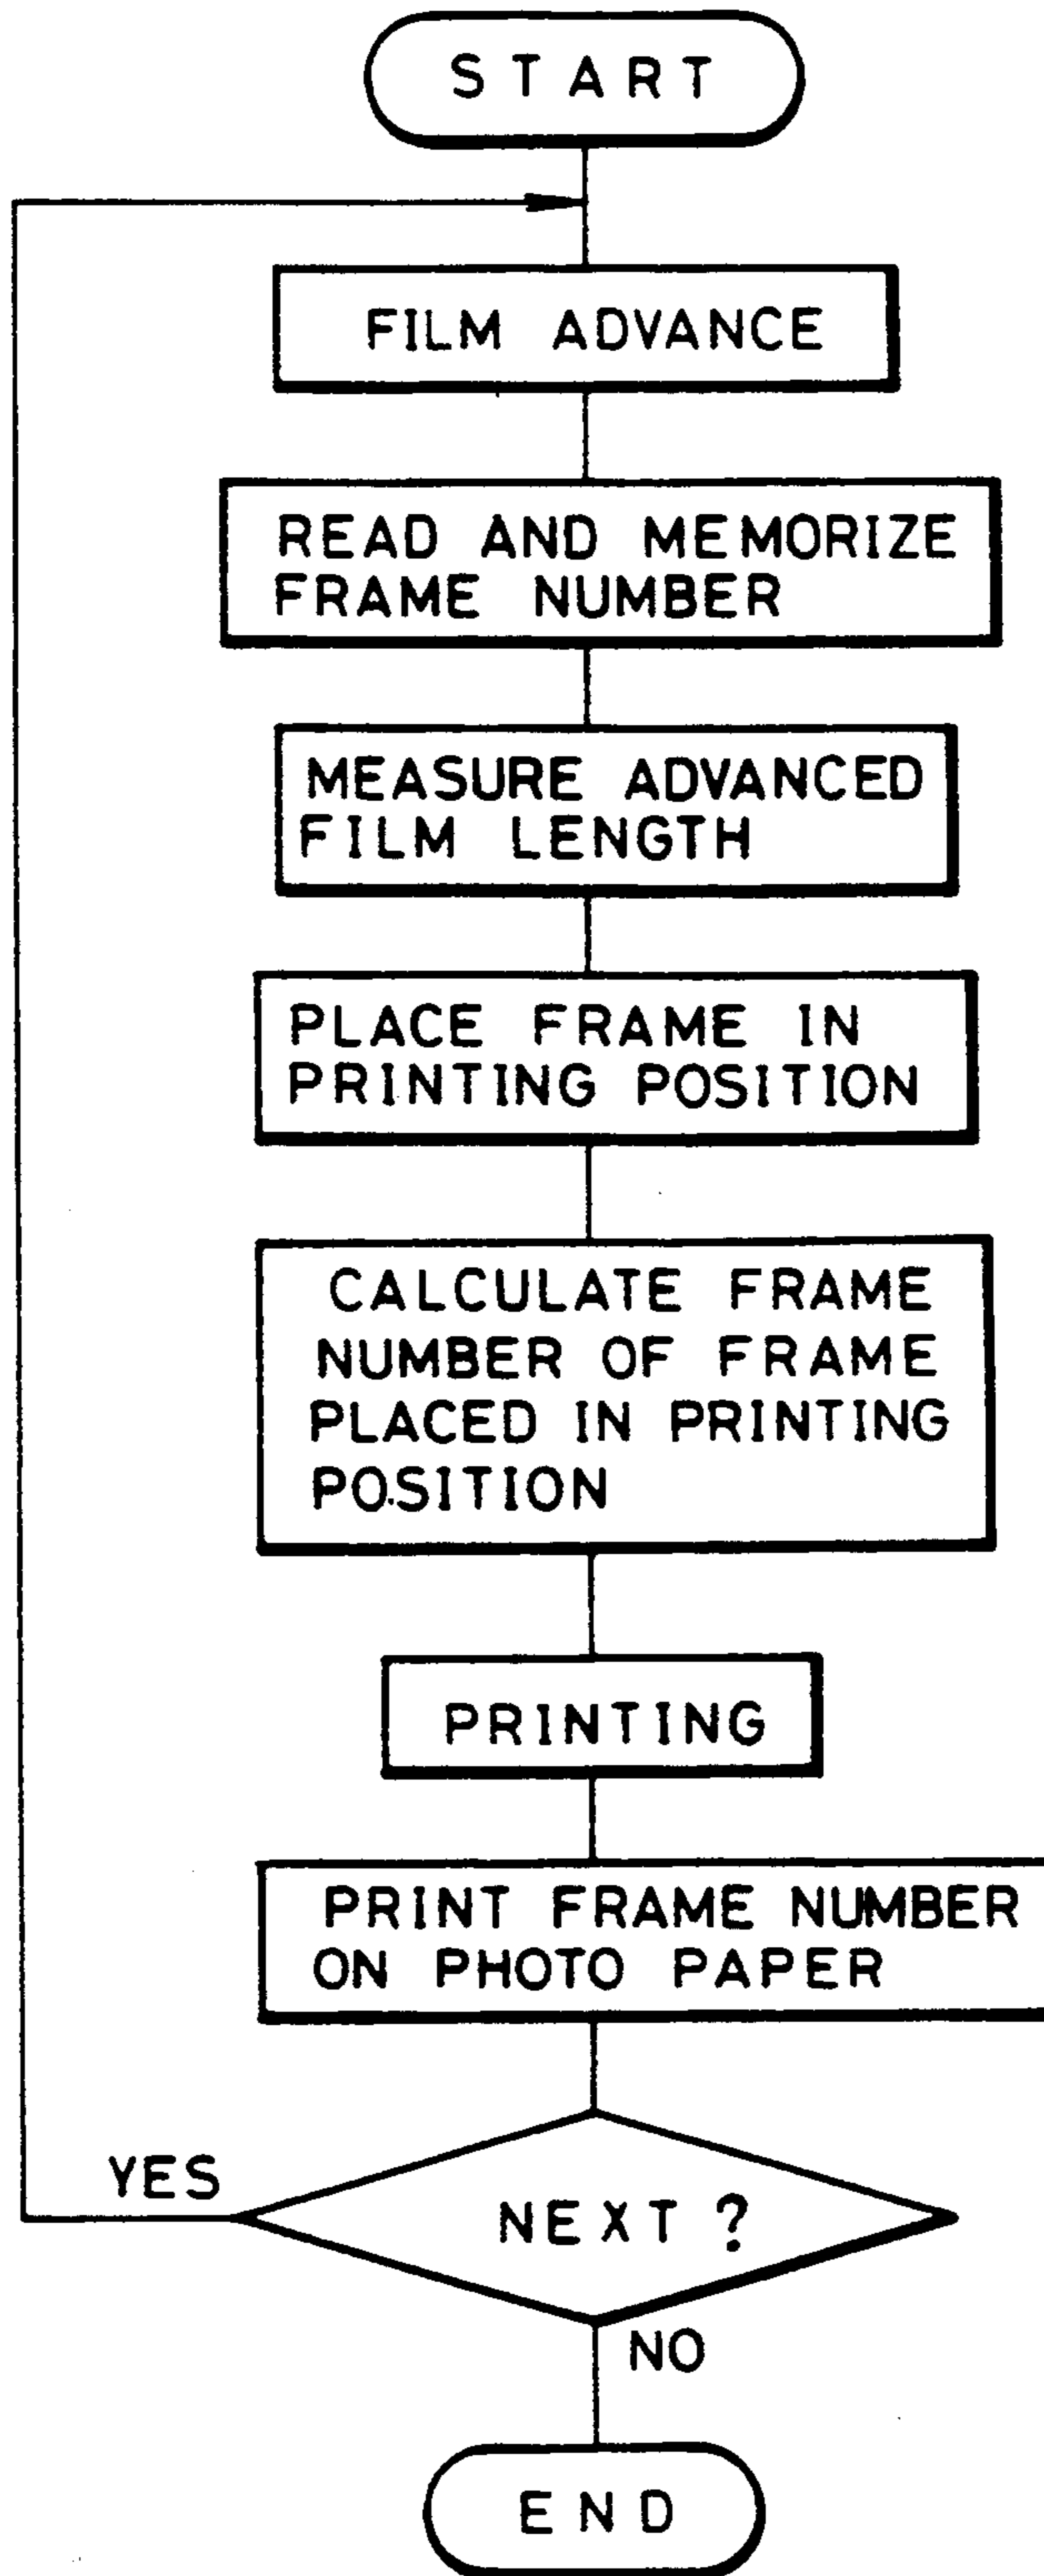 START
FILM ADVANCE
READ AND MEMORIZE
FRAME NUMBER
MEASURE ADVANCED
FILM LENGTH
PLACE FRAME IN
PRINTING POSITION
CALCULATE FRAME
NUMBER OF FRAME
PLACED IN PRINTING
POSITION
PRINTING
PRINT FRAME NUMBER
ON PHOTO PAPER
YES
NEXT ?
NO
END